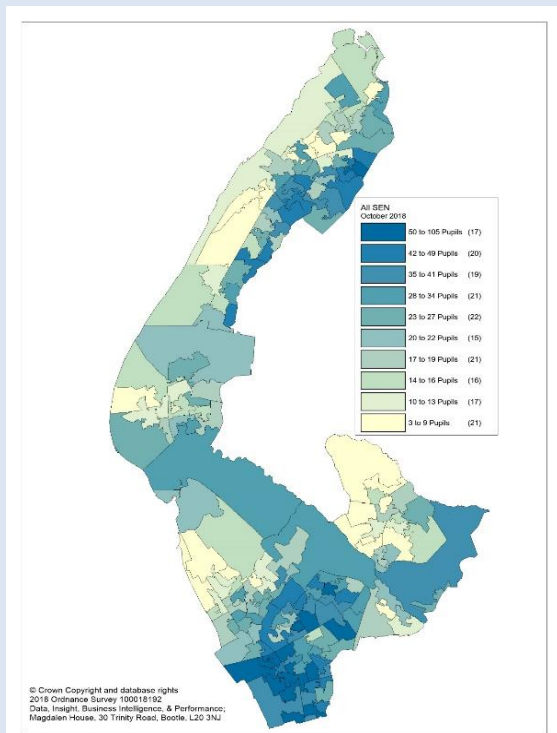 All SEN
October 2018
50 to 105 Pupils (17)
42 to 49 Pupils (20)
35 to 41 Pupils (19)
28 to 34 Pupils (21)
23 to 27 Pupils (22)
20 to 22 Pupils (15)
17 to 19 Pupils (21)
14 to 16 Pupils (16)
10 to 13 Pupils (17)
3 to 9 Pupils (21)
© Crown Copyright and database rights
2018 Ordnance Survey 100018192
Data, Insight, Business Intelligence, & Performance;
Magdalen House, 30 Trinity Road, Bootle, L20 3NJ